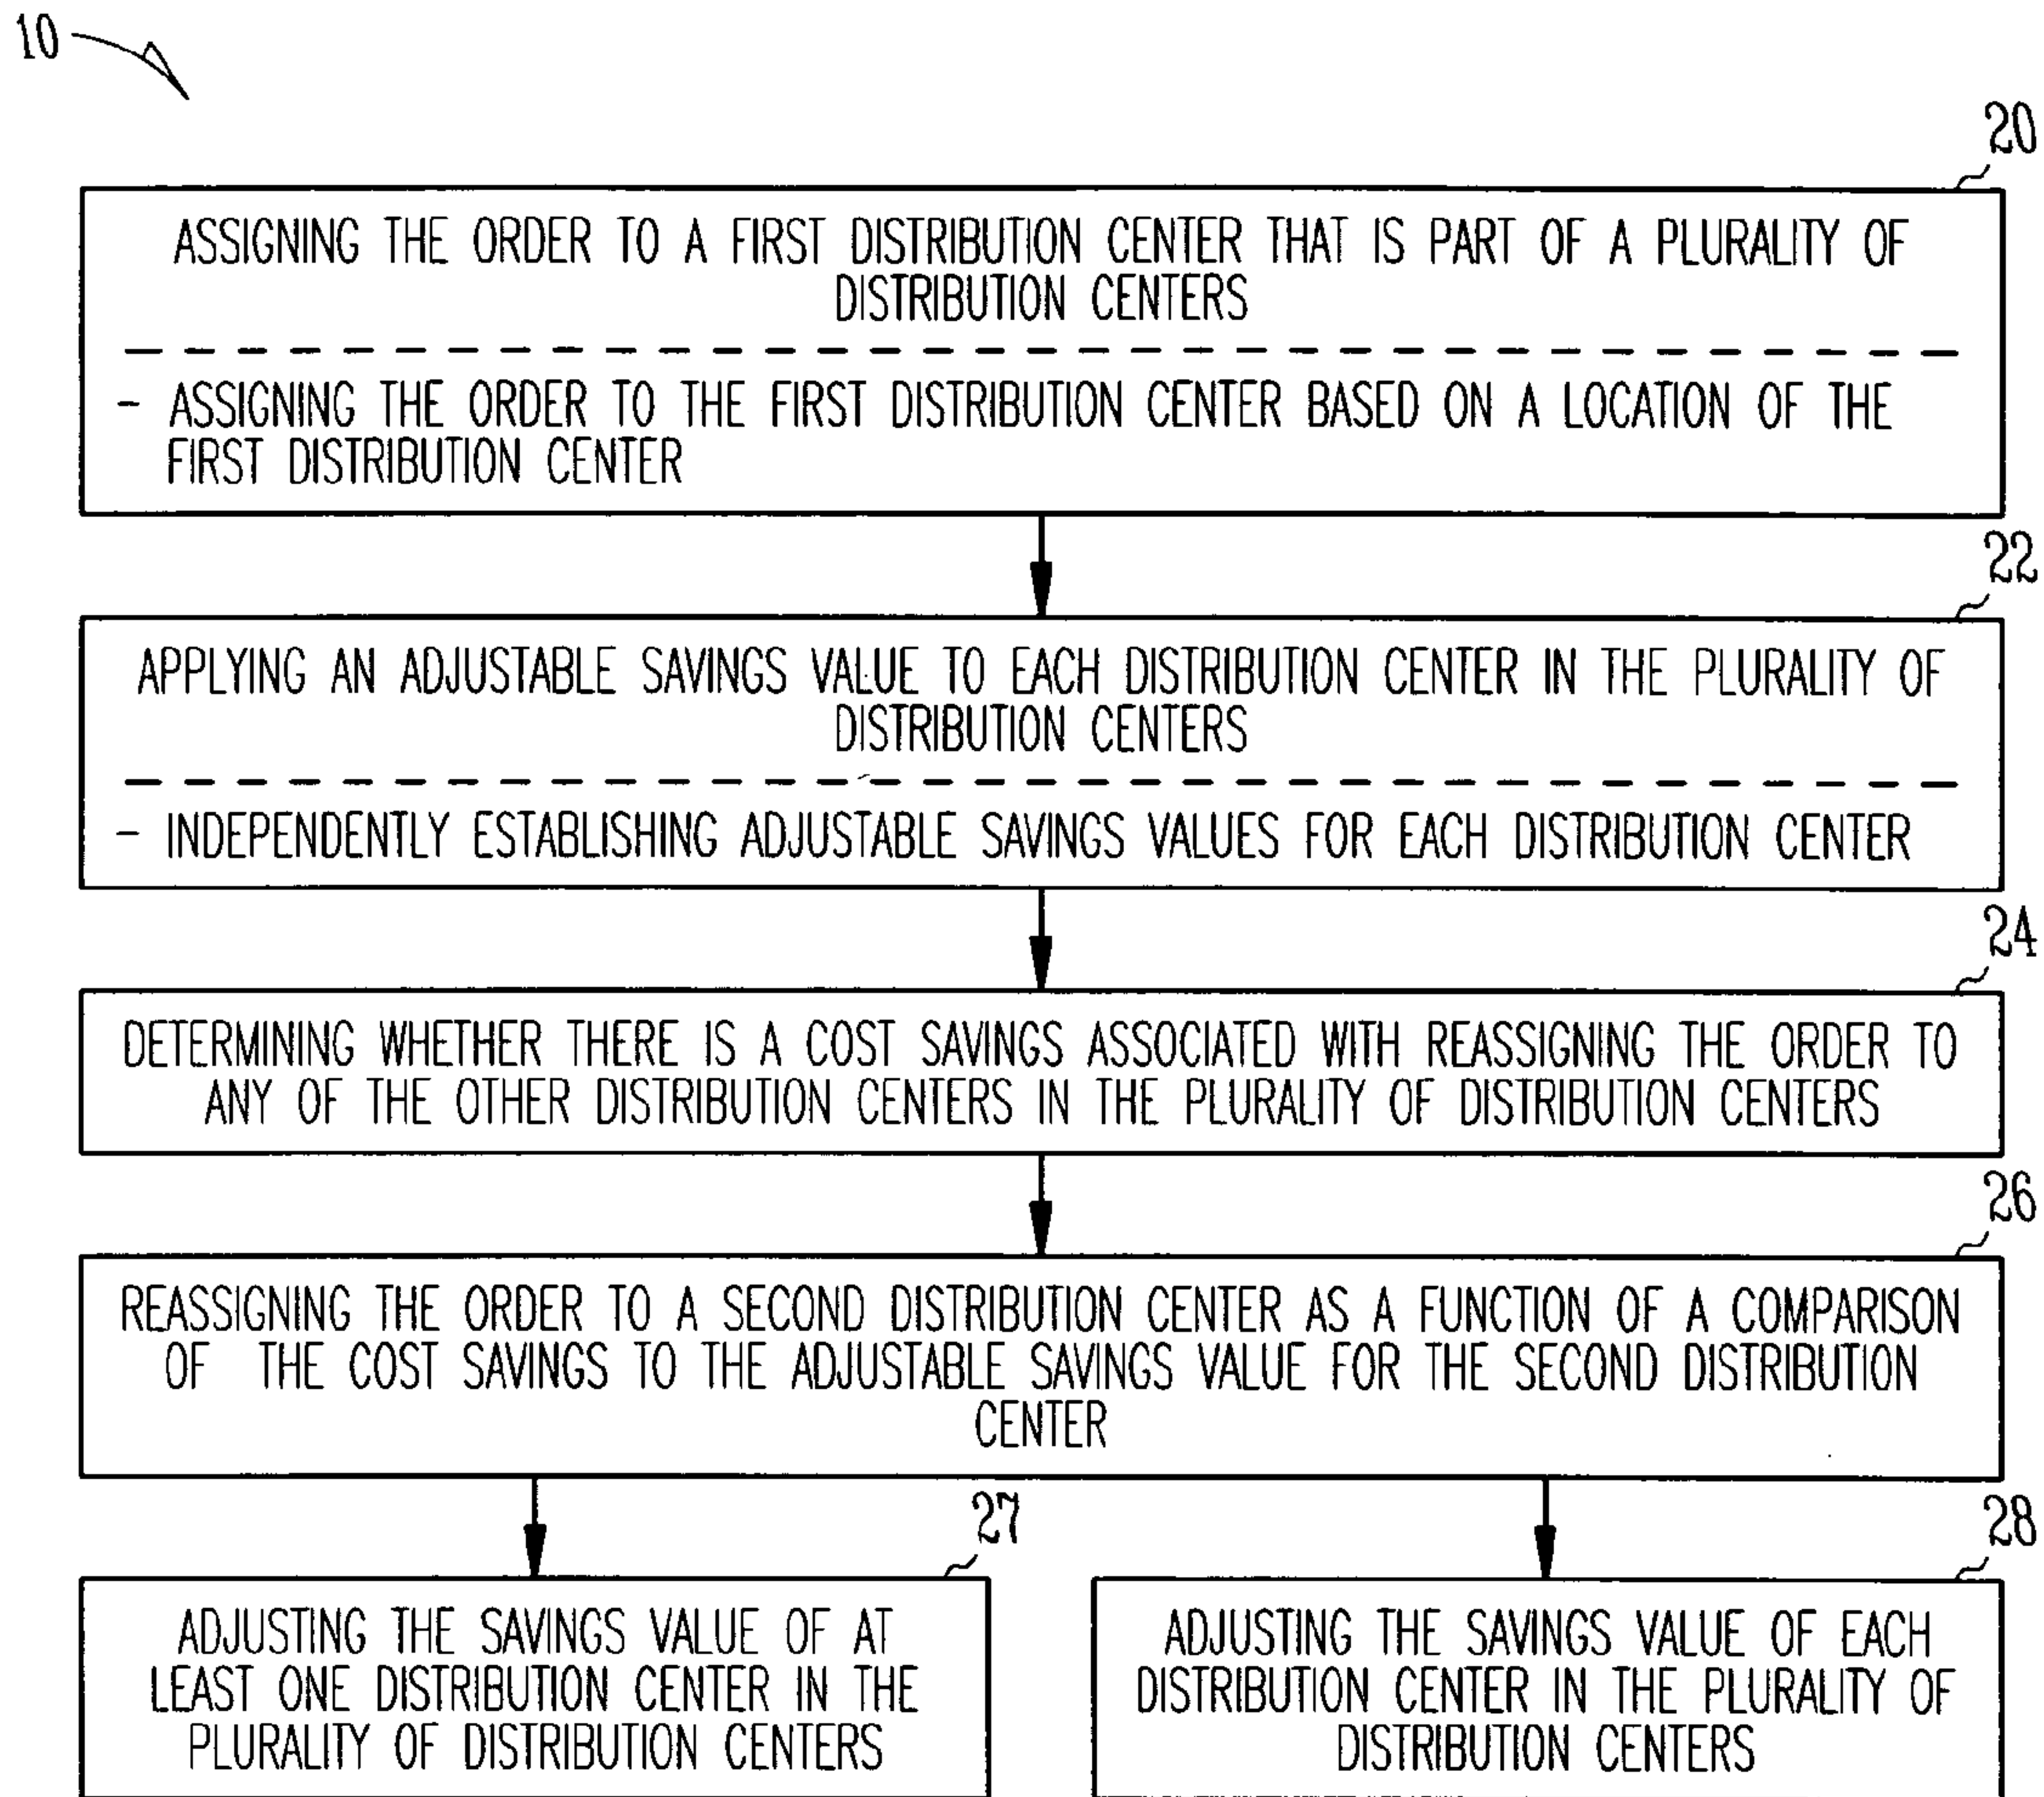 10
20
ASSIGNING THE ORDER TO A FIRST DISTRIBUTION CENTER THAT IS PART OF A PLURALITY OF
DISTRIBUTION CENTERS
- ASSIGNING THE ORDER TO THE FIRST DISTRIBUTION CENTER BASED ON A LOCATION OF THE
FIRST DISTRIBUTION CENTER
22
APPLYING AN ADJUSTABLE SAVINGS VALUE TO EACH DISTRIBUTION CENTER IN THE PLURALITY OF
DISTRIBUTION CENTERS
- INDEPENDENTLY ESTABLISHING ADJUSTABLE SAVINGS VALUES FOR EACH DISTRIBUTION CENTER
24
DETERMINING WHETHER THERE IS A COST SAVINGS ASSOCIATED WITH REASSIGNING THE ORDER TO
ANY OF THE OTHER DISTRIBUTION CENTERS IN THE PLURALITY OF DISTRIBUTION CENTERS
26
REASSIGNING THE ORDER TO A SECOND DISTRIBUTION CENTER AS A FUNCTION OF A COMPARISON
OF THE COST SAVINGS TO THE ADJUSTABLE SAVINGS VALUE FOR THE SECOND DISTRIBUTION
CENTER
27
ADJUSTING THE SAVINGS VALUE OF AT
LEAST ONE DISTRIBUTION CENTER IN THE
PLURALITY OF DISTRIBUTION CENTERS
28
ADJUSTING THE SAVINGS VALUE OF EACH
DISTRIBUTION CENTER IN THE PLURALITY OF
DISTRIBUTION CENTERS